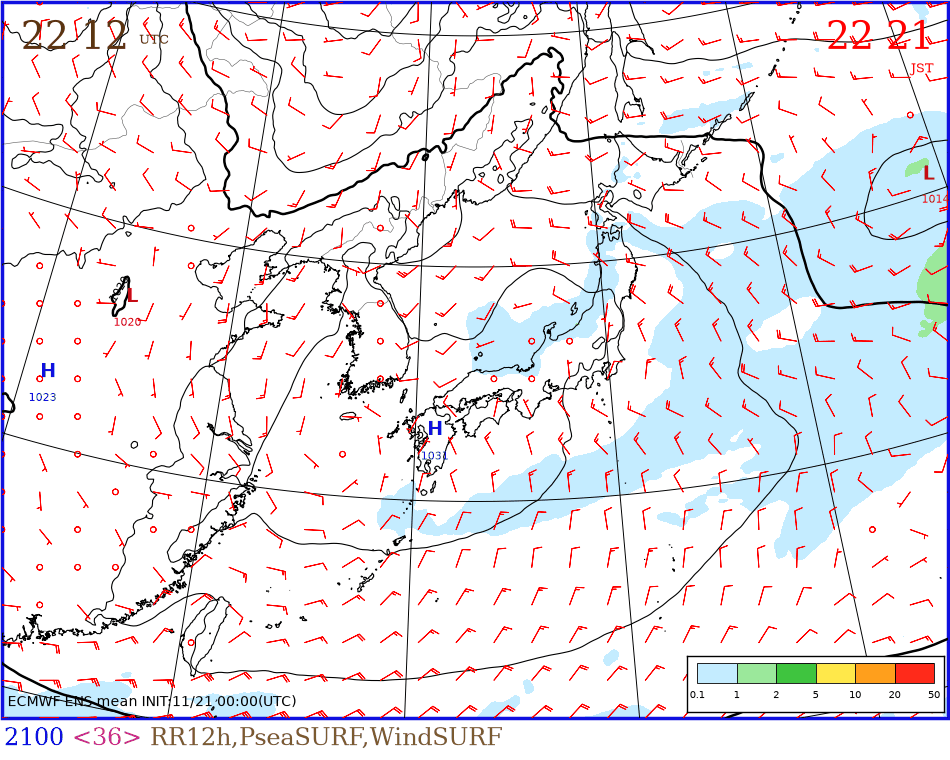 22 12 UTC
22 21
JST
L
1014
L
1020
H
1023
H
1031
0.1 1 2 5 10 20 50
ECMWF ENS mean INIT:11/21 00:00(UTC)
2100 <36> RR12h,PseaSURF,WindSURF